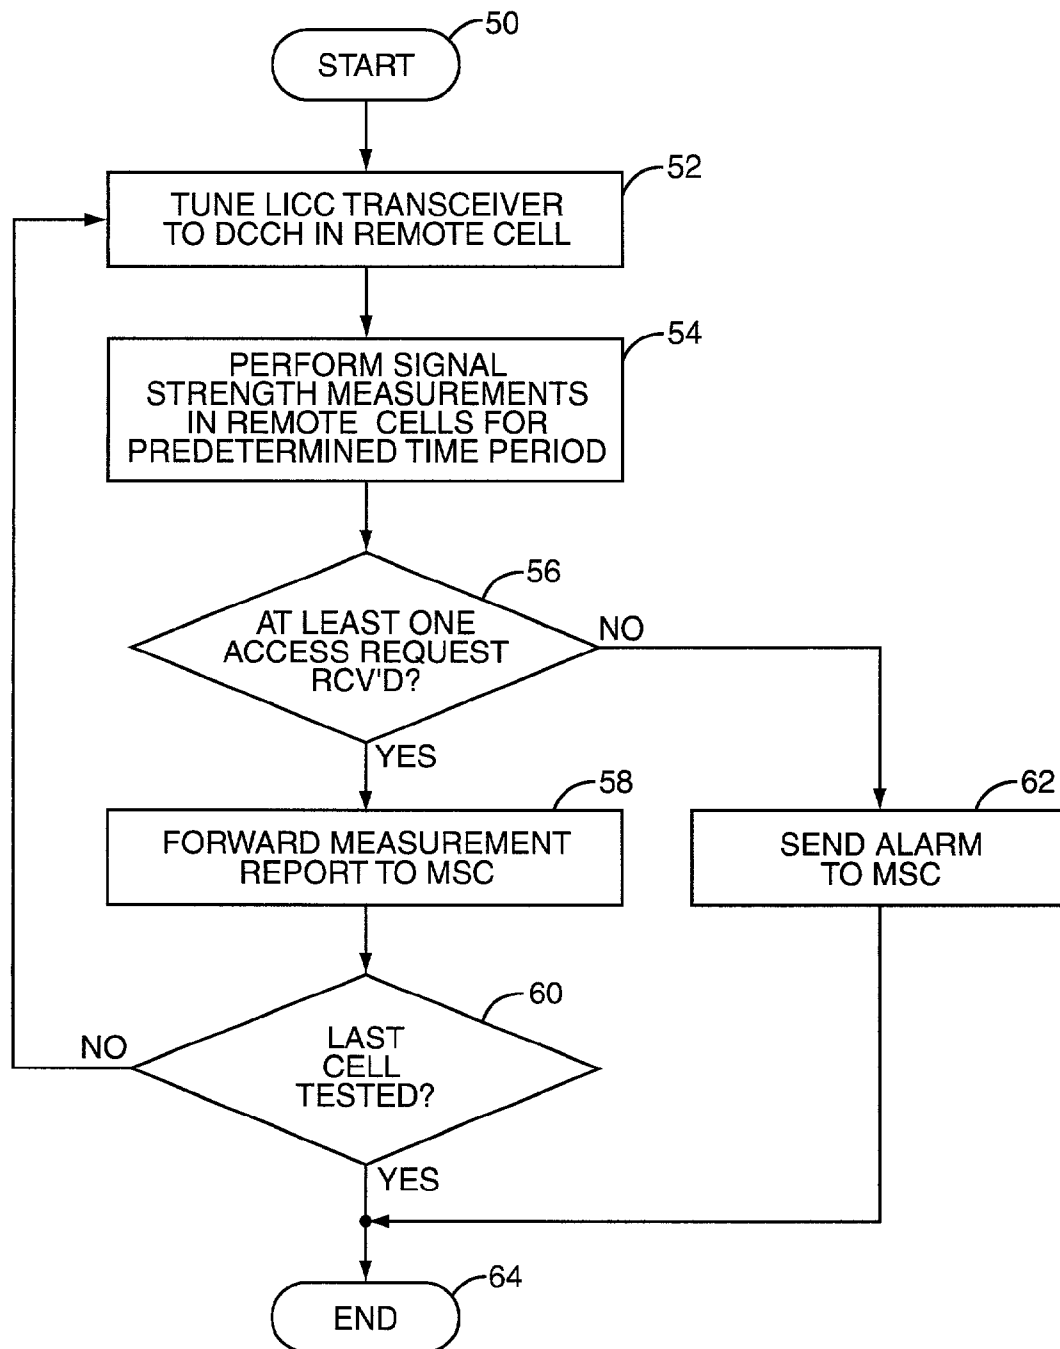 50
START
52
TUNE LICC TRANSCEIVER
TO DCCH IN REMOTE CELL
54
PERFORM SIGNAL
STRENGTH MEASUREMENTS
IN REMOTE CELLS FOR
PREDETERMINED TIME PERIOD
56
AT LEAST ONE
ACCESS REQUEST
RCV'D?
NO
YES
58
FORWARD MEASUREMENT
REPORT TO MSC
62
SEND ALARM
TO MSC
60
LAST
CELL
TESTED?
NO
YES
64
END